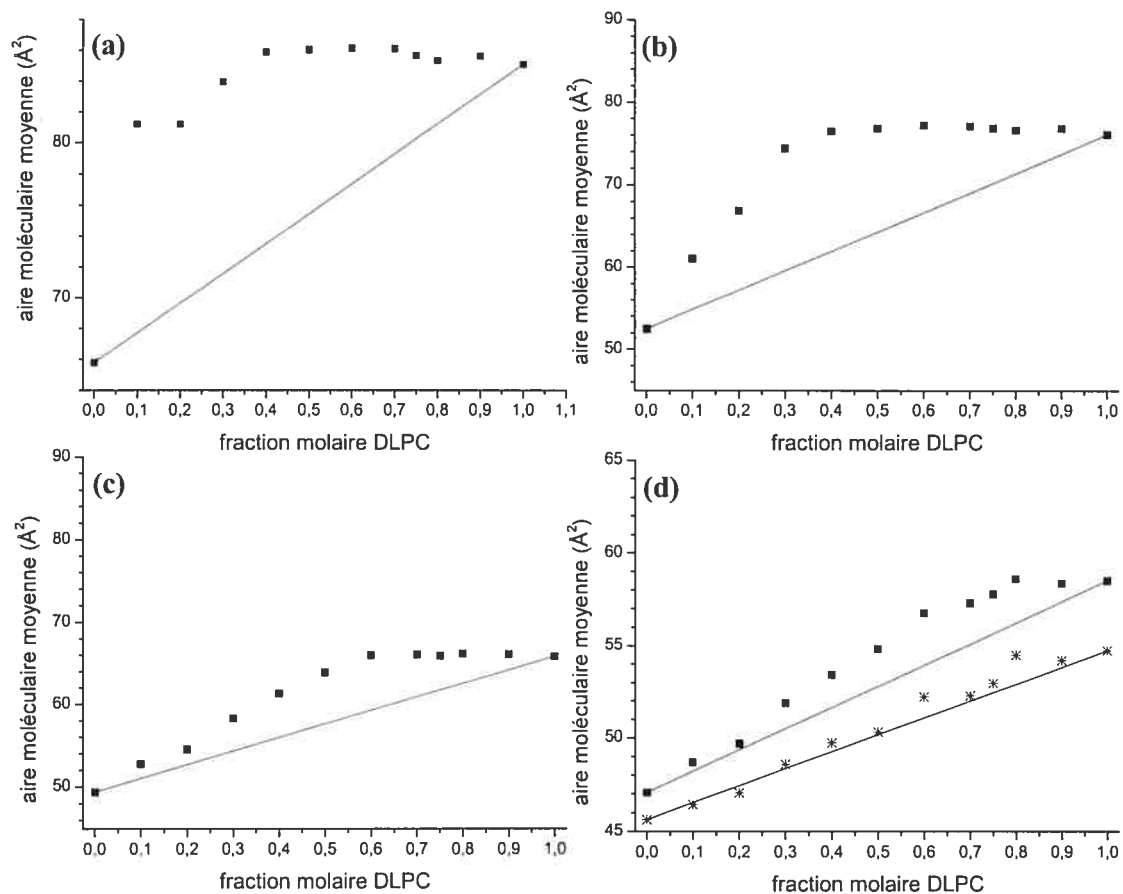 (a)
aire moléculaire moyenne (Å²)
80
70
0,0 0,1 0,2 0,3 0,4 0,5 0,6 0,7 0,8 0,9 1,0 1,1
fraction molaire DLPC
(b)
aire moléculaire moyenne (Å²)
90
80
70
60
50
0,0 0,1 0,2 0,3 0,4 0,5 0,6 0,7 0,8 0,9 1,0
fraction molaire DLPC
(c)
aire moléculaire moyenne (Å²)
90
80
70
60
50
0,0 0,1 0,2 0,3 0,4 0,5 0,6 0,7 0,8 0,9 1,0
fraction molaire DLPC
(d)
aire moléculaire moyenne (Å²)
65
60
55
50
45
0,0 0,1 0,2 0,3 0,4 0,5 0,6 0,7 0,8 0,9 1,0
fraction molaire DLPC